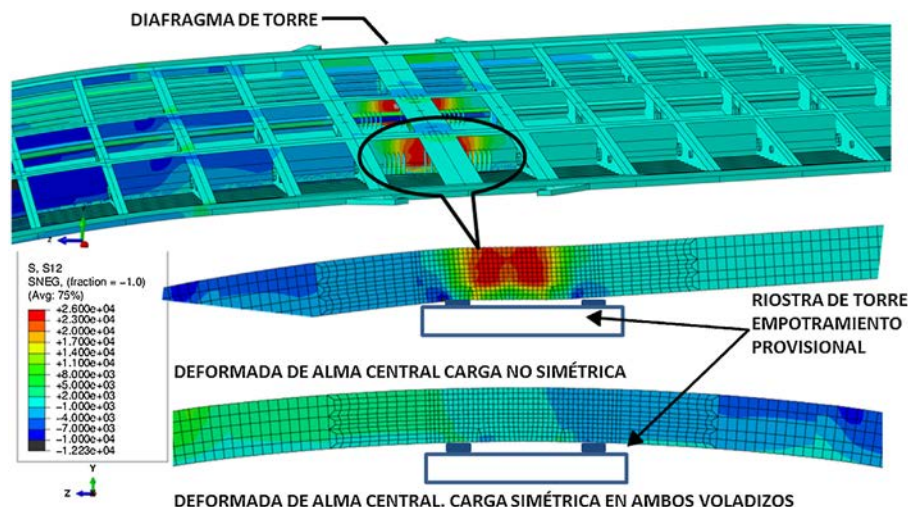 DIAFRAGMA DE TORRE
z
S, S12
SNEG, (fraction = -1.0)
(Avg: 75%)
+2.600e+04
+2.300e+04
+2.000e+04
+1.700e+04
+1.400e+04
+1.100e+04
+8.000e+03
+5.000e+03
-1.000e+03
-4.000e+03
-7.000e+03
-1.000e+04
-1.223e+04
RIOSTRA DE TORRE
EMPOTRAMIENTO
PROVISIONAL
DEFORMADA DE ALMA CENTRAL CARGA NO SIMÉTRICA
Y
Z
DEFORMADA DE ALMA CENTRAL. CARGA SIMÉTRICA EN AMBOS VOLADIZOS